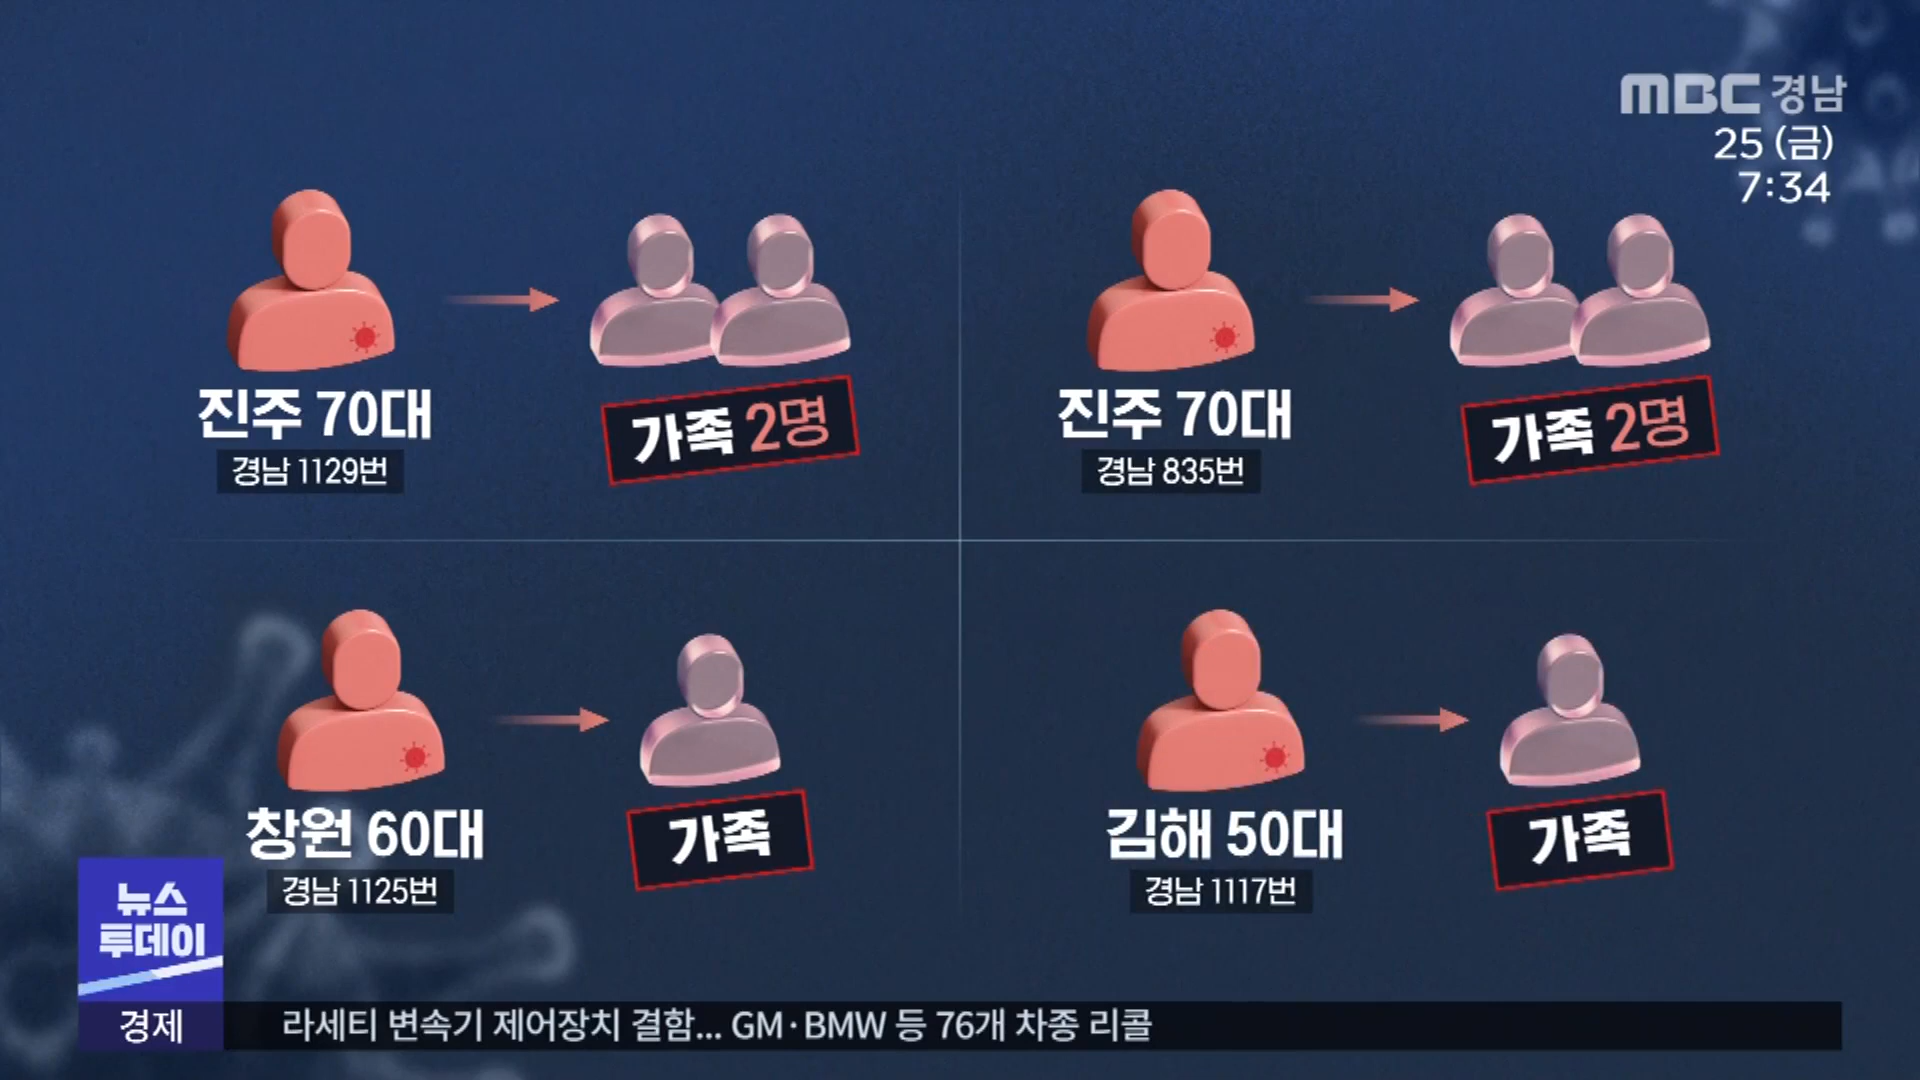 MBC 경남
25 (금)
7:34
진주 70대
경남 1129번
가족 2명
진주 70대
경남 835번
가족 2명
창원 60대
경남 1125번
가족
김해 50대
경남 1117번
가족
뉴스
투데이
경제
라세티 변속기 제어장치 결함... GM·BMW 등 76개 차종 리콜